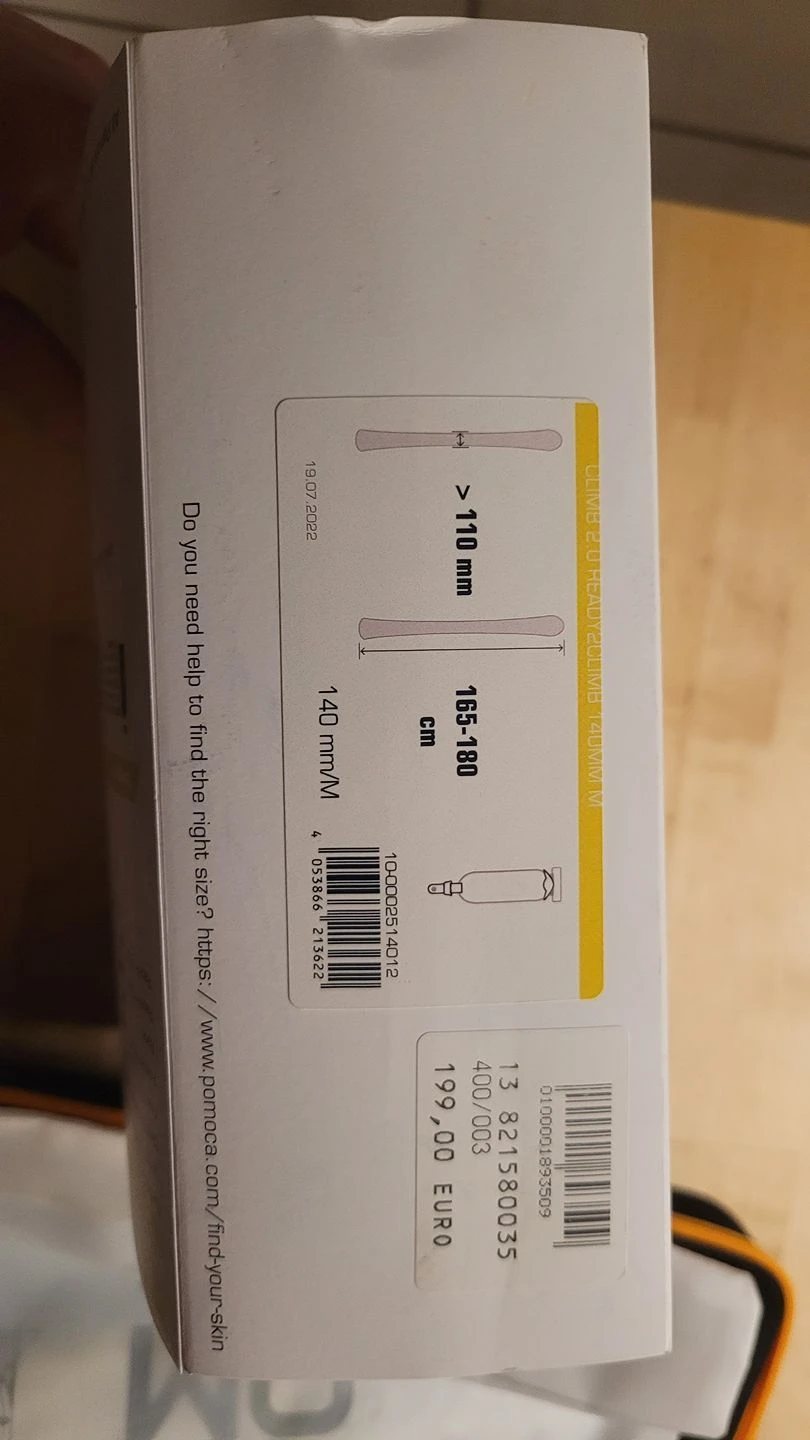 CLIMB 2.0 READY2CLIMB 140MM M
> 110 mm
165-180
cm
19.07.2022
140 mm/M
10-0002514012
4 053866 213622
0100001893509
13 821580035
400/003
199,00 EURO
Do you need help to find the right size? https://www.pomoca.com/find-your-skin
OM